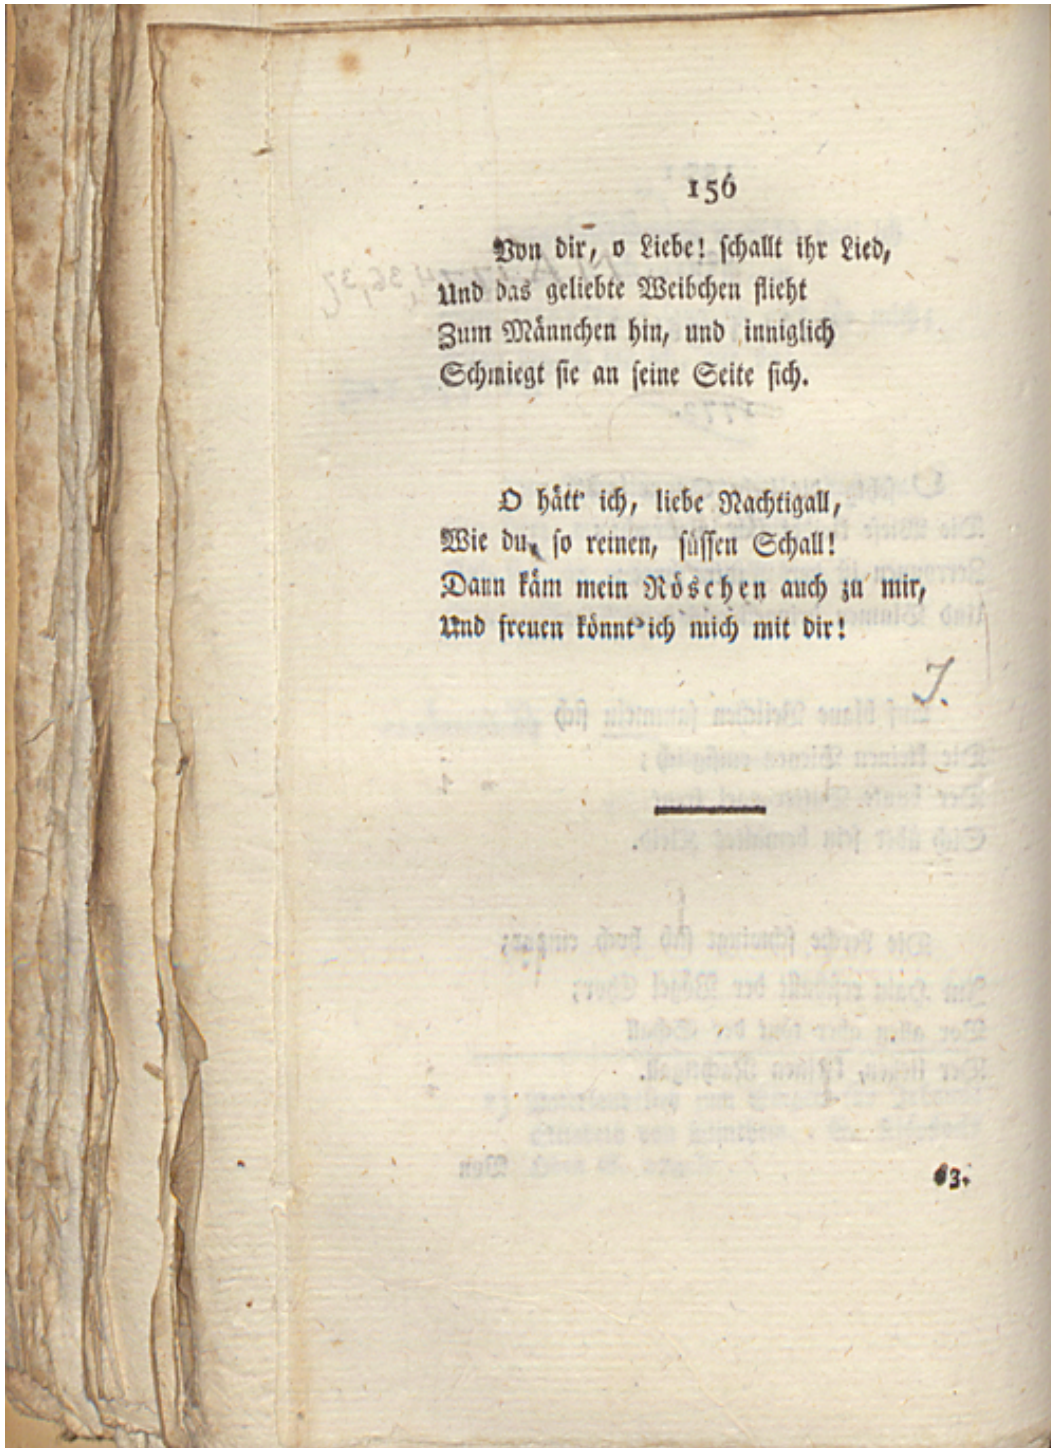 156
Von dir, o Liebe! schallt ihr Lied,
Und das geliebte Weibchen flieht
Zum Männchen hin, und inniglich
Schmiegt sie an seine Seite sich.
O hätt' ich, liebe Nachtigall,
Wie du, so reinen, süssen Schall!
Dann käm mein Röschen auch zu mir,
Und freuen könnt' ich mich mit dir!
J.
63.